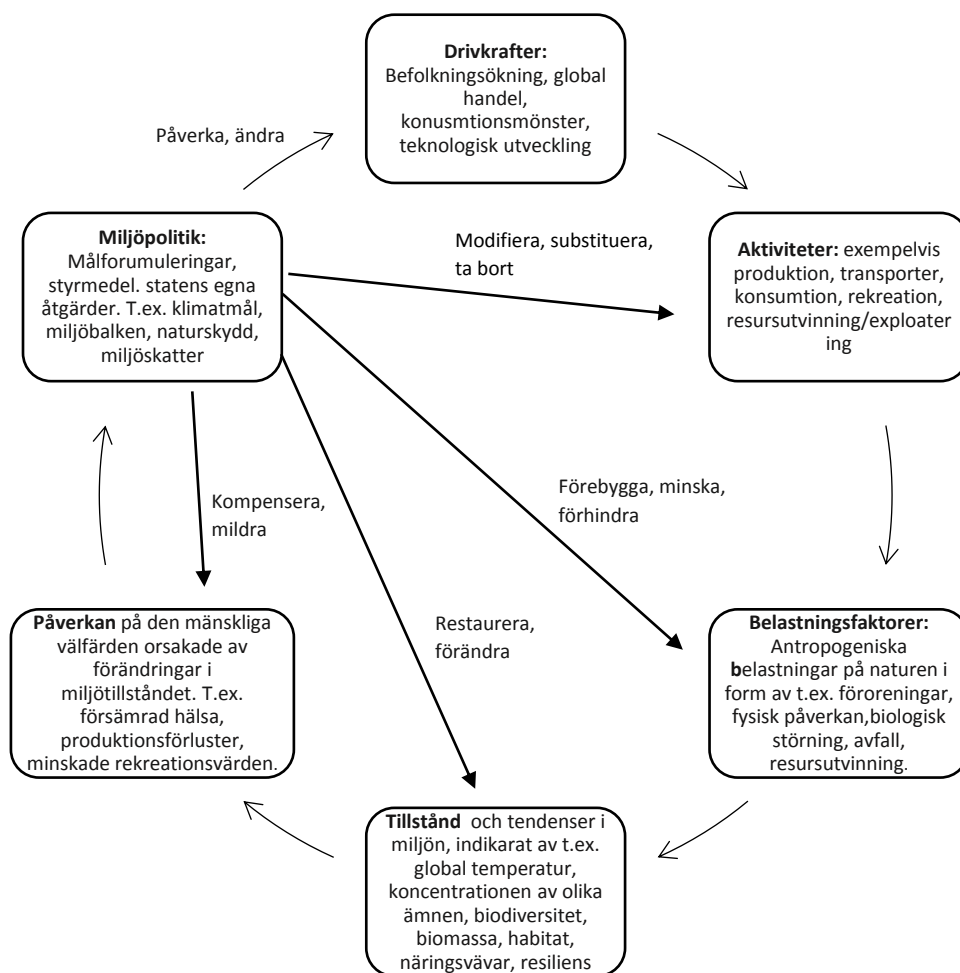 Drivkrafter:
Befolkningsökning, global
handel,
konusmtionsmönster,
teknologisk utveckling
Påverka, ändra
Miljöpolitik:
Målforumuleringar,
styrmedel. statens egna
åtgärder. T.ex. klimatmål,
miljöbalken, naturskydd,
miljöskatter
Modifiera, substituera,
ta bort
Aktiviteter: exempelvis
produktion, transporter,
konsumtion, rekreation,
resursutvinning/exploater
ing
Kompensera,
mildra
Förebygga, minska,
förhindra
Restaurera,
förändra
Påverkan på den mänskliga
välfärden orsakade av
förändringar i
miljötillståndet. T.ex.
försämrad hälsa,
produktionsförluster,
minskade rekreationsvärden.
Belastningsfaktorer:
Antropogeniska
belastningar på naturen i
form av t.ex. föroreningar,
fysisk påverkan,biologisk
störning, avfall,
resursutvinning.
Tillstånd och tendenser i
miljön, indikarat av t.ex.
global temperatur,
koncentrationen av olika
ämnen, biodiversitet,
biomassa, habitat,
näringsvävar, resiliens